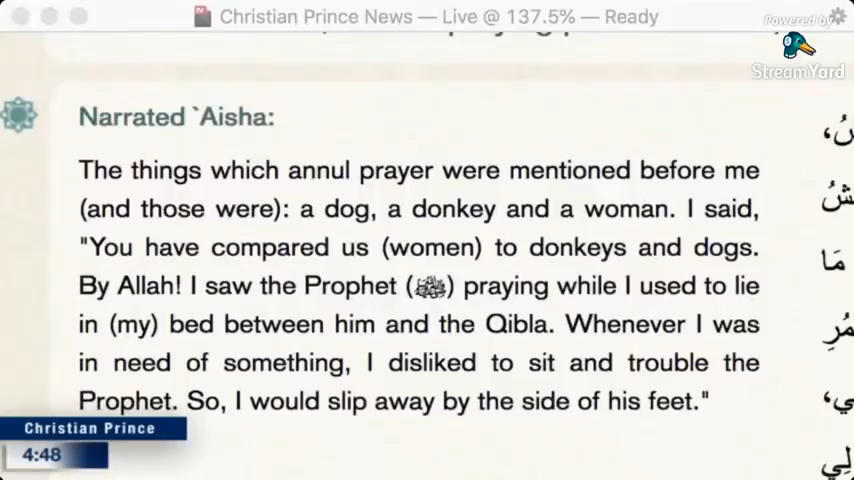 Christian Prince News — Live @ 137.5% — Ready
Powered by
StreamYard
Narrated `Aisha:
The things which annul prayer were mentioned before me
(and those were): a dog, a donkey and a woman. I said,
"You have compared us (women) to donkeys and dogs.
By Allah! I saw the Prophet (ﷺ) praying while I used to lie
in (my) bed between him and the Qibla. Whenever I was
in need of something, I disliked to sit and trouble the
Prophet. So, I would slip away by the side of his feet."
مَا
Christian Prince
4:48